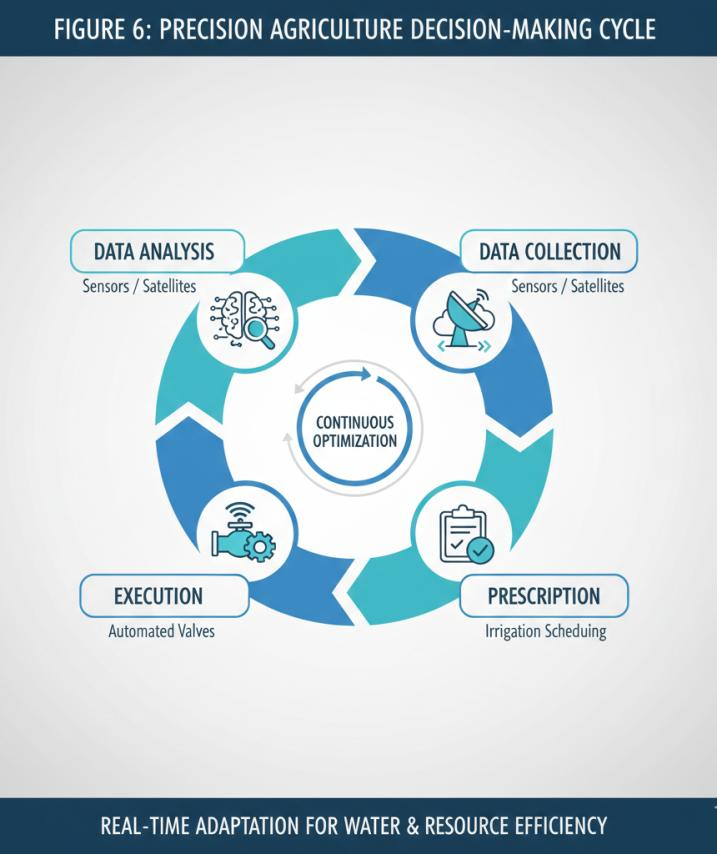 FIGURE 6: PRECISION AGRICULTURE DECISION-MAKING CYCLE
DATA ANALYSIS
Sensors / Satellites
DATA COLLECTION
Sensors / Satellites
CONTINUOUS
OPTIMIZATION
EXECUTION
Automated Valves
PRESCRIPTION
Irrigation Scheduing
REAL-TIME ADAPTATION FOR WATER & RESOURCE EFFICIENCY